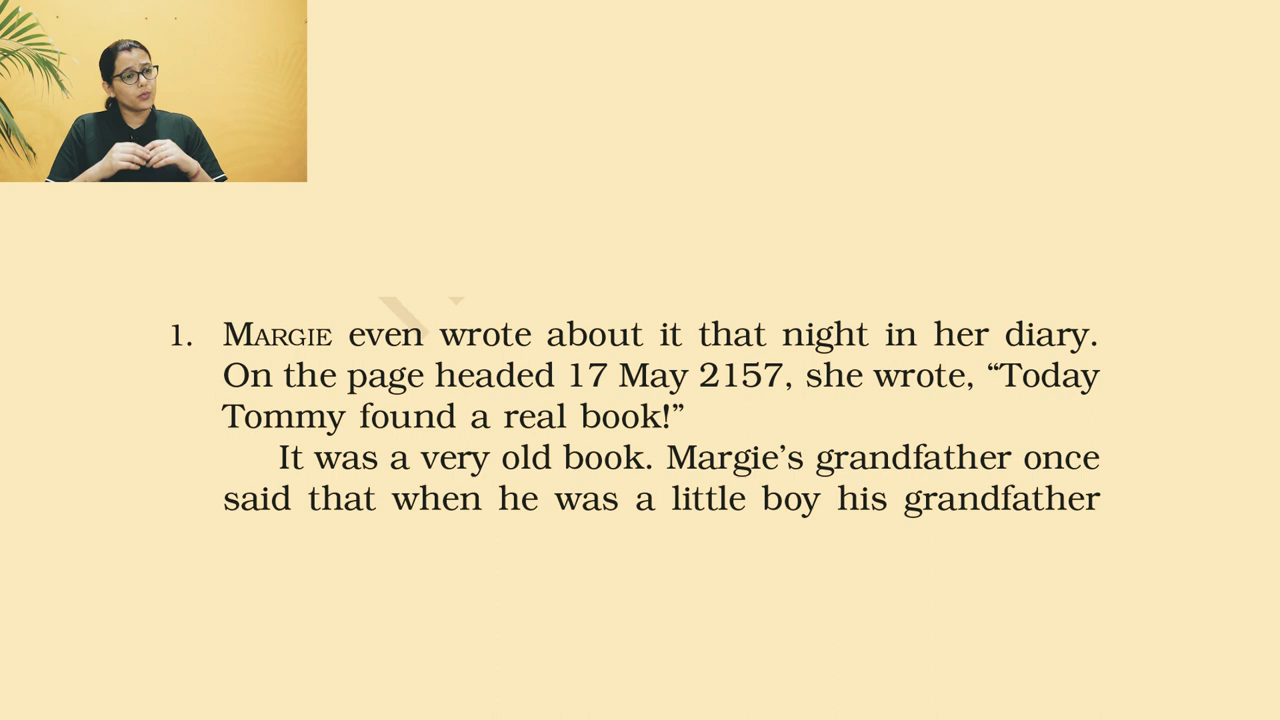 1. MARGIE even wrote about it that night in her diary.
On the page headed 17 May 2157, she wrote, “Today
Tommy found a real book!”
It was a very old book. Margie’s grandfather once
said that when he was a little boy his grandfather